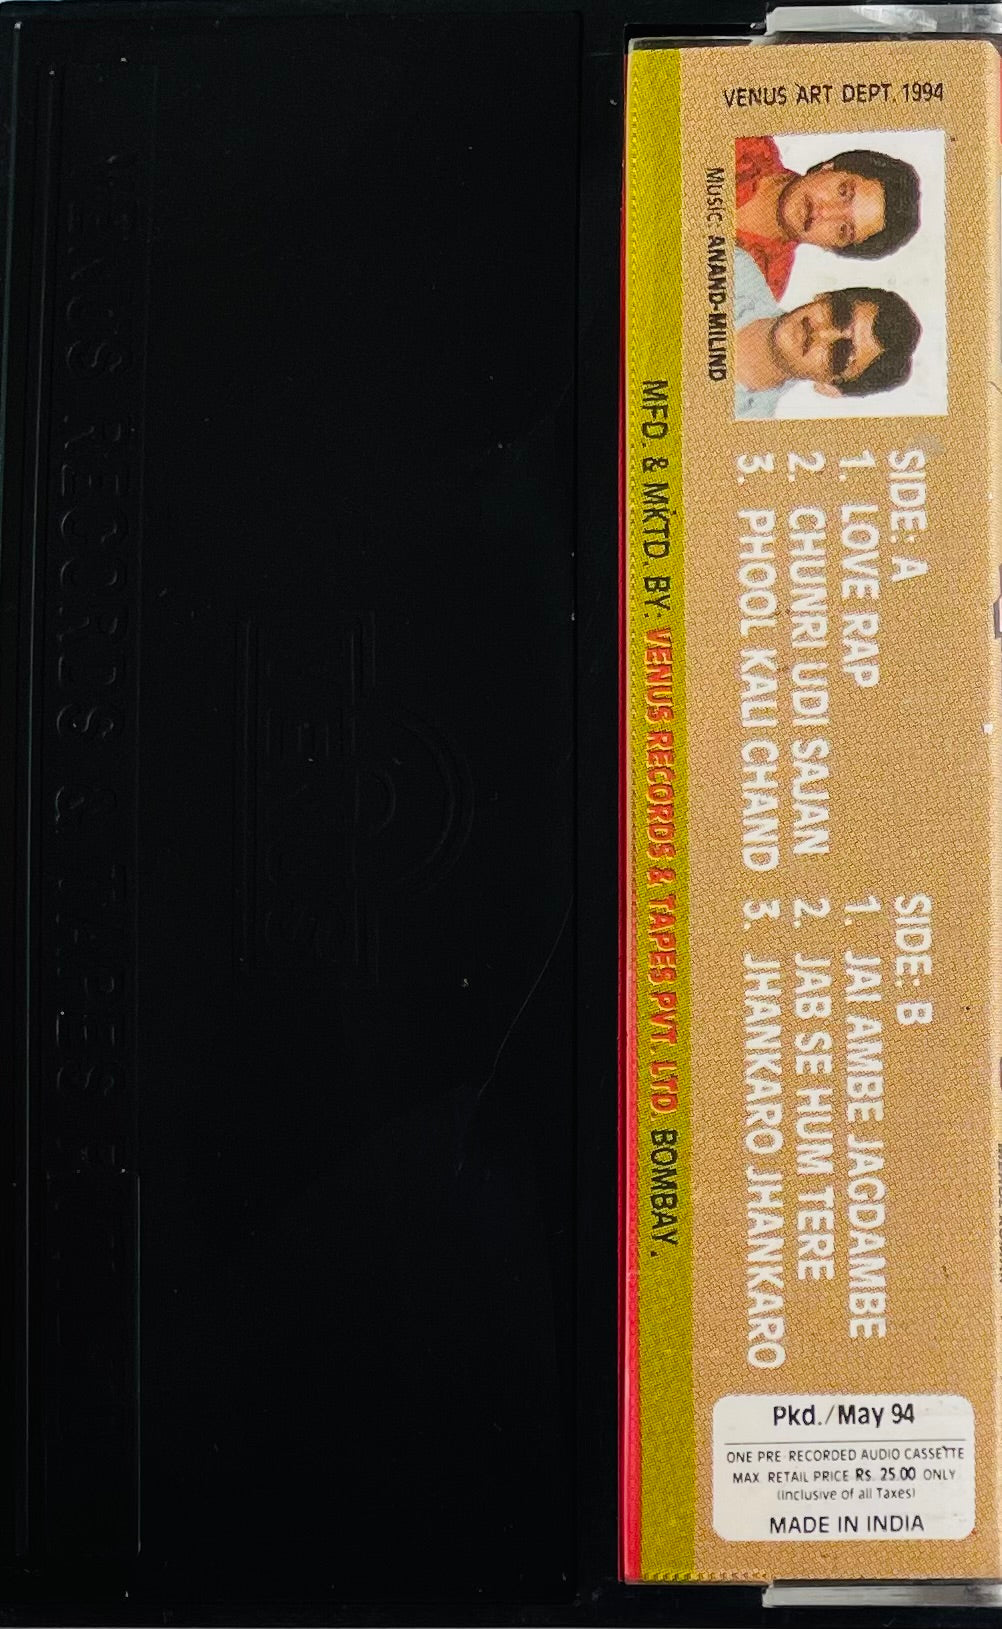 VENUS ART DEPT. 1994
MUSIC ANAND-MILIND
SIDE: A
1. LOVE RAP
2. CHUNRI UDI SAJAN
3. PHOOL KALI CHAND
SIDE: B
1. JAI AMBE JAGDAMBE
2. JAB SE HUM TERE
3. JHANKARO JHANKARO
MFD. & MKTD. BY: VENUS RECORDS & TAPES PVT. LTD. BOMBAY.
Pkd./May 94
ONE PRE-RECORDED AUDIO CASSETTE
MAX RETAIL PRICE Rs. 25.00 ONLY
(Inclusive of all Taxes)
MADE IN INDIA
VENUS RECORDS & TAPES
VENUS